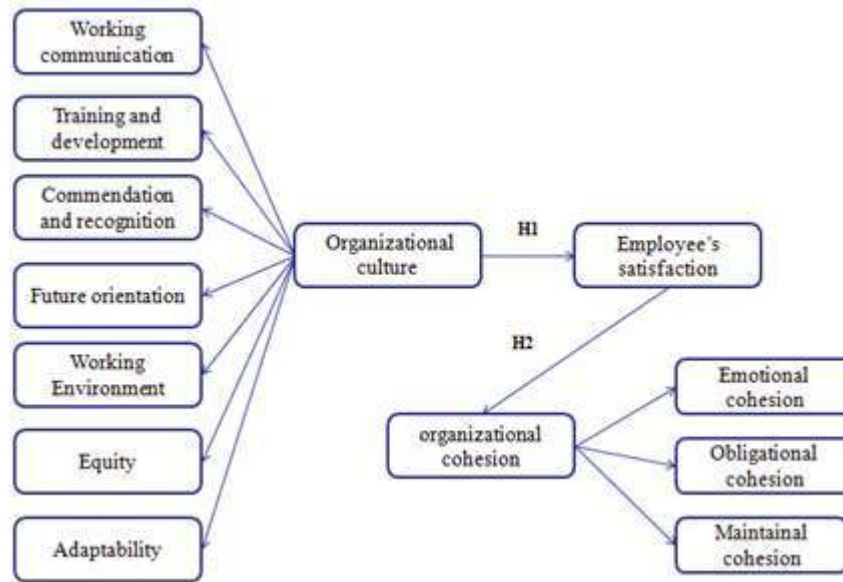 Working
communication
Training and
development
Commendation
and recognition
Future orientation
Working
Environment
Equity
Adaptability
Organizational
culture
H1
Employee's
satisfaction
H2
organizational
cohesion
Emotional
cohesion
Obligational
cohesion
Maintainal
cohesion